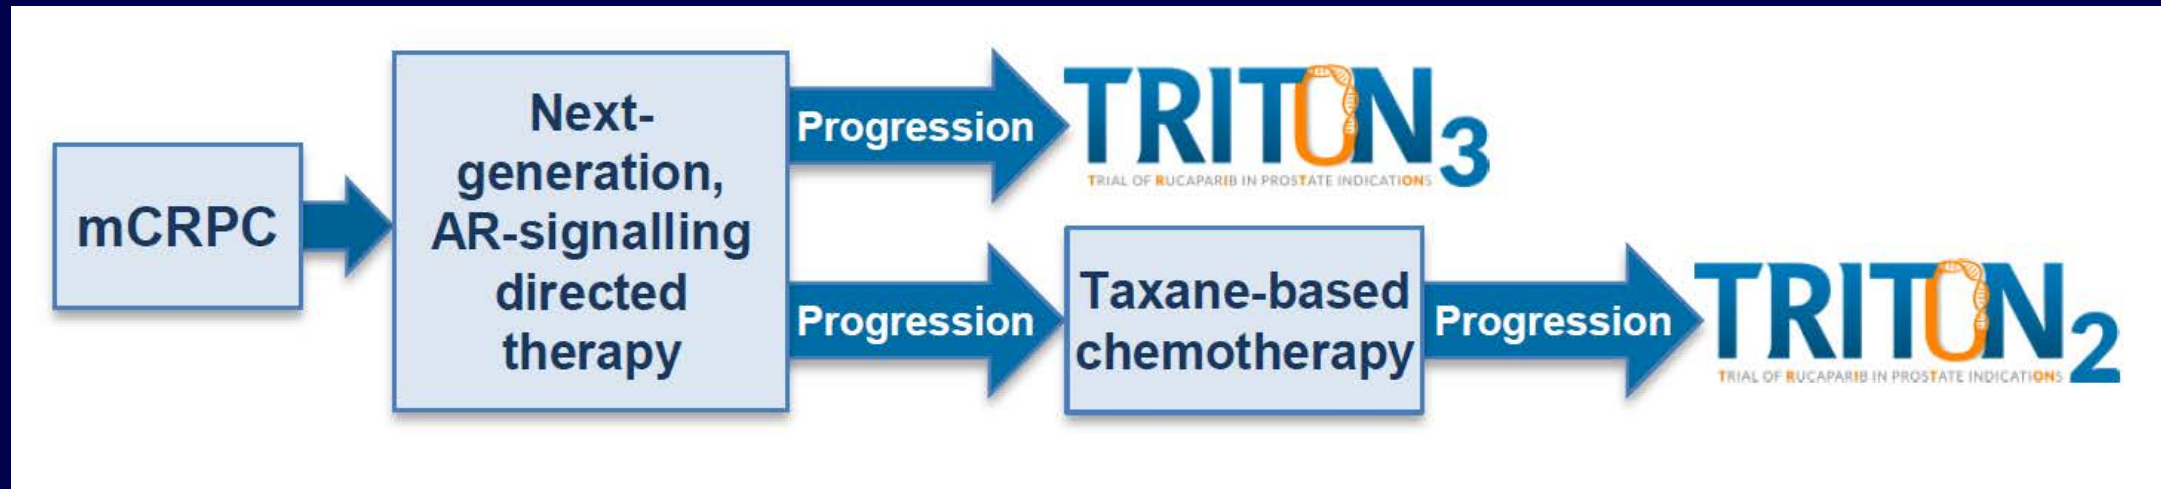 mCRPC
Next-
generation,
AR-signalling
directed
therapy
Progression
TRITON3
TRIAL OF RUCAPARIB IN PROSTATE INDICATIONS
Progression
Taxane-based
chemotherapy
Progression
TRITON2
TRIAL OF RUCAPARIB IN PROSTATE INDICATIONS